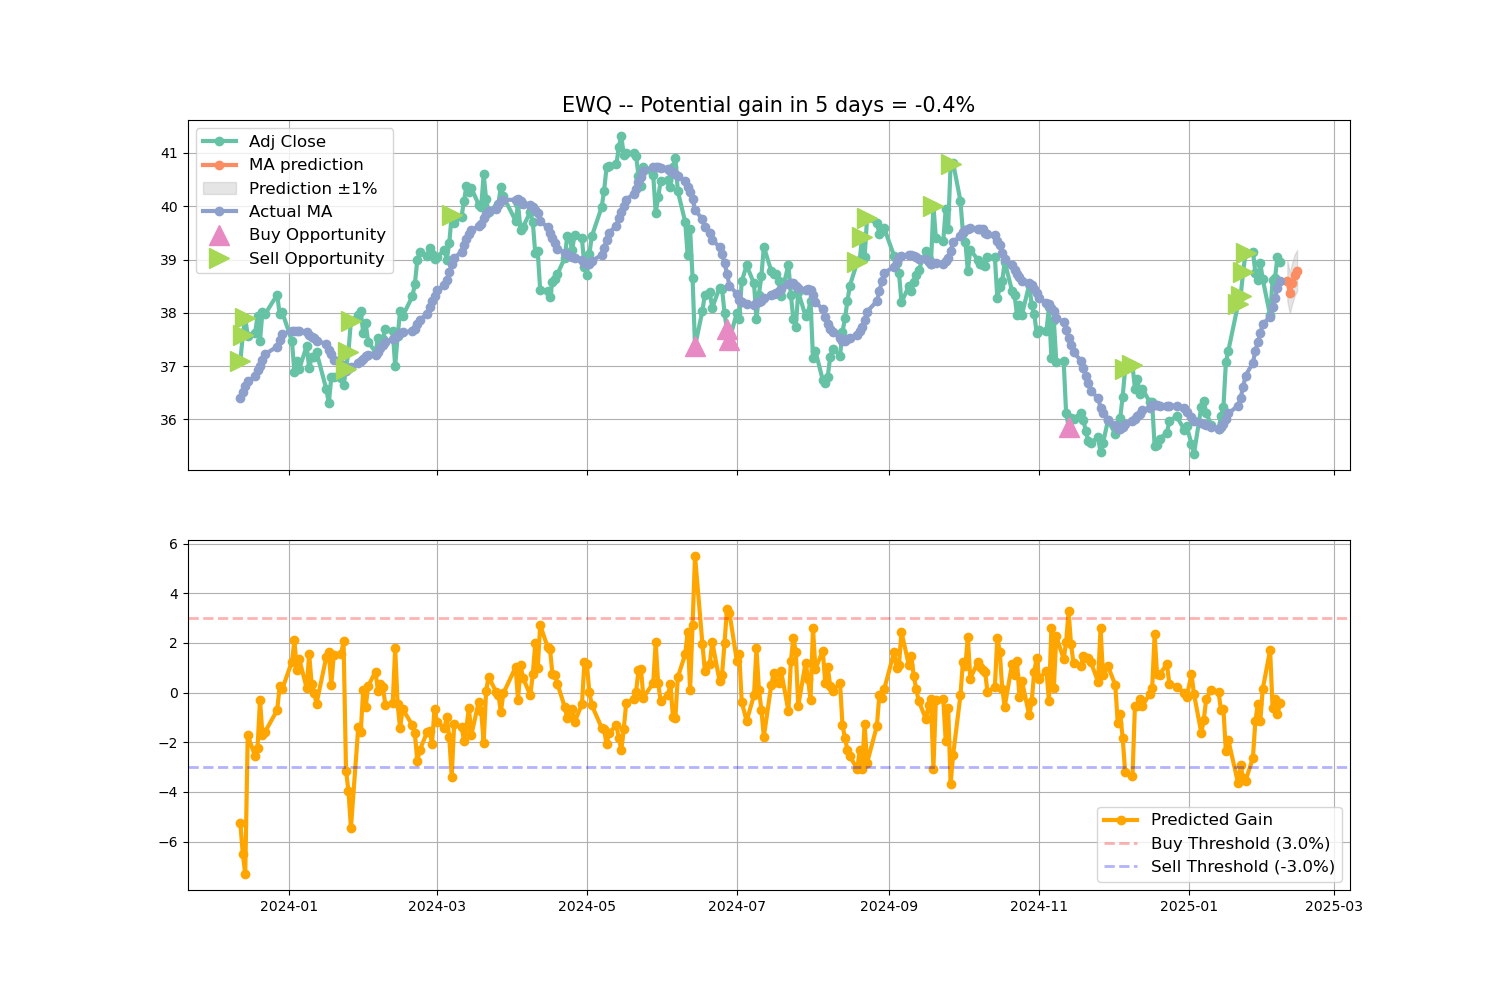 EWQ -- Potential gain in 5 days = -0.4%
41
40
39
38
37
36
Adj Close
MA prediction
Prediction ±1%
Actual MA
Buy Opportunity
Sell Opportunity
6
4
2
0
−2
−4
−6
Predicted Gain
Buy Threshold (3.0%)
Sell Threshold (-3.0%)
2024-01
2024-03
2024-05
2024-07
2024-09
2024-11
2025-01
2025-03